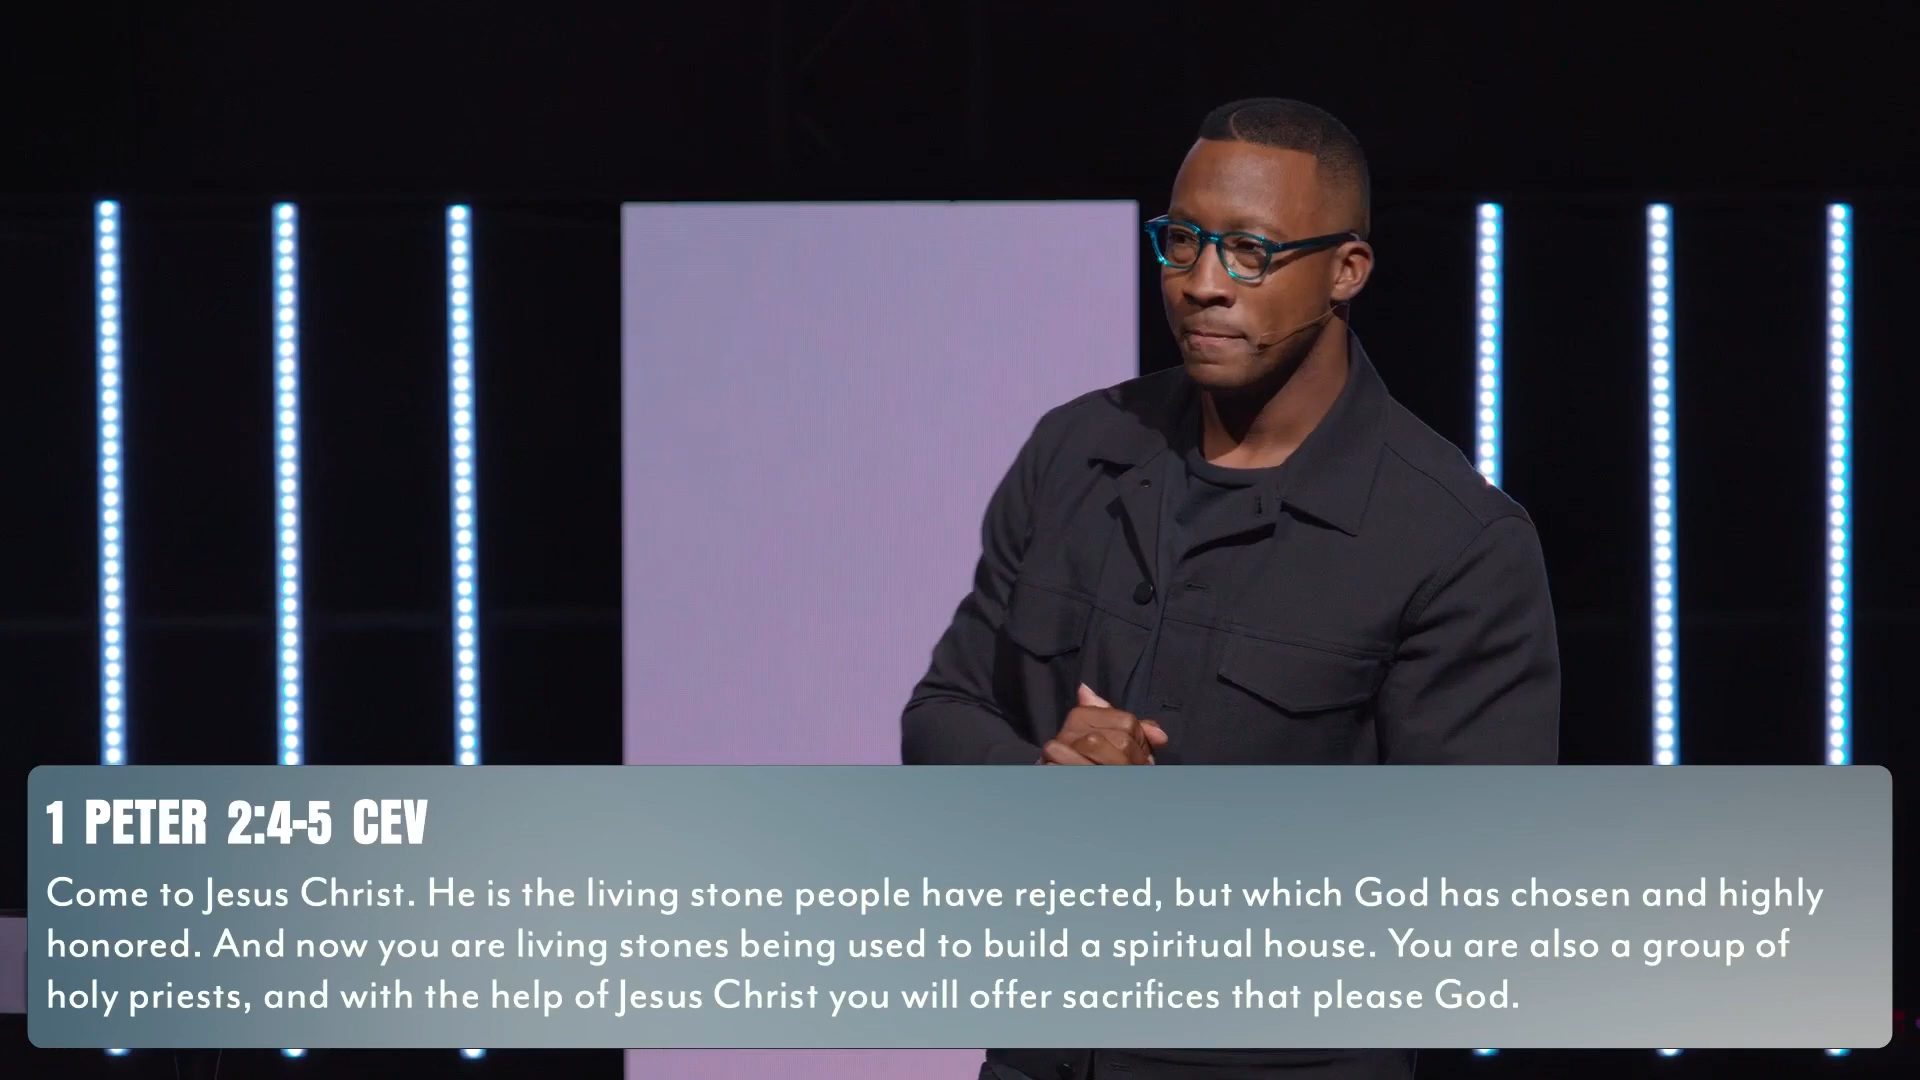 1 PETER 2:4-5 CEV
Come to Jesus Christ. He is the living stone people have rejected, but which God has chosen and highly
honored. And now you are living stones being used to build a spiritual house. You are also a group of
holy priests, and with the help of Jesus Christ you will offer sacrifices that please God.